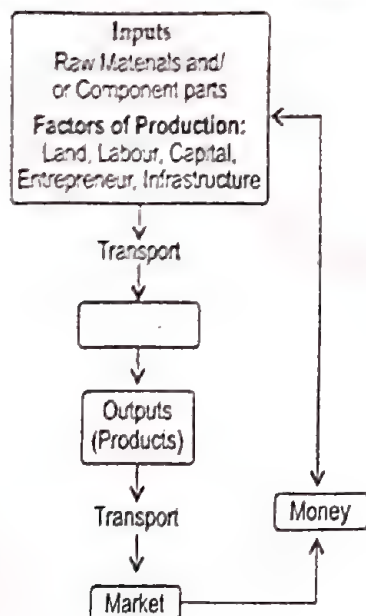 Inputs
Raw Materials and/
or Component parts
Factors of Production:
Land, Labour, Capital,
Entrepreneur, Infrastructure
Transport
Outputs
(Products)
Transport
Money
Market